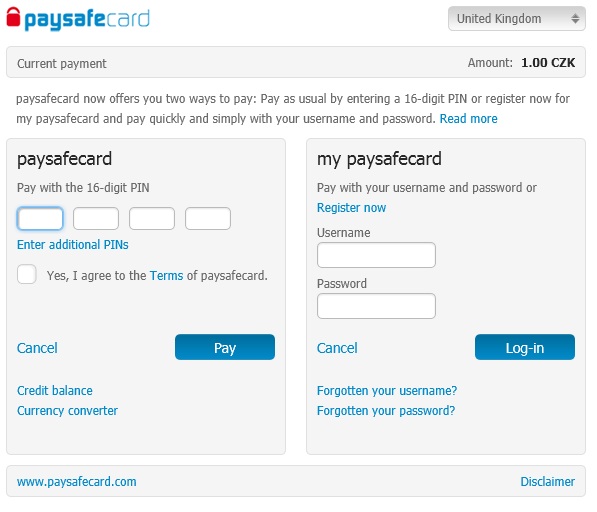 paysafecard
United Kingdom
Current payment
Amount: 1.00 CZK
paysafecard now offers you two ways to pay: Pay as usual by entering a 16-digit PIN or register now for
my paysafecard and pay quickly and simply with your username and password. Read more
paysafecard
Pay with the 16-digit PIN
Enter additional PINs
Yes, I agree to the Terms of paysafecard.
Cancel
Pay
Credit balance
Currency converter
my paysafecard
Pay with your username and password or
Register now
Username
Password
Cancel
Log-in
Forgotten your username?
Forgotten your password?
www.paysafecard.com
Disclaimer